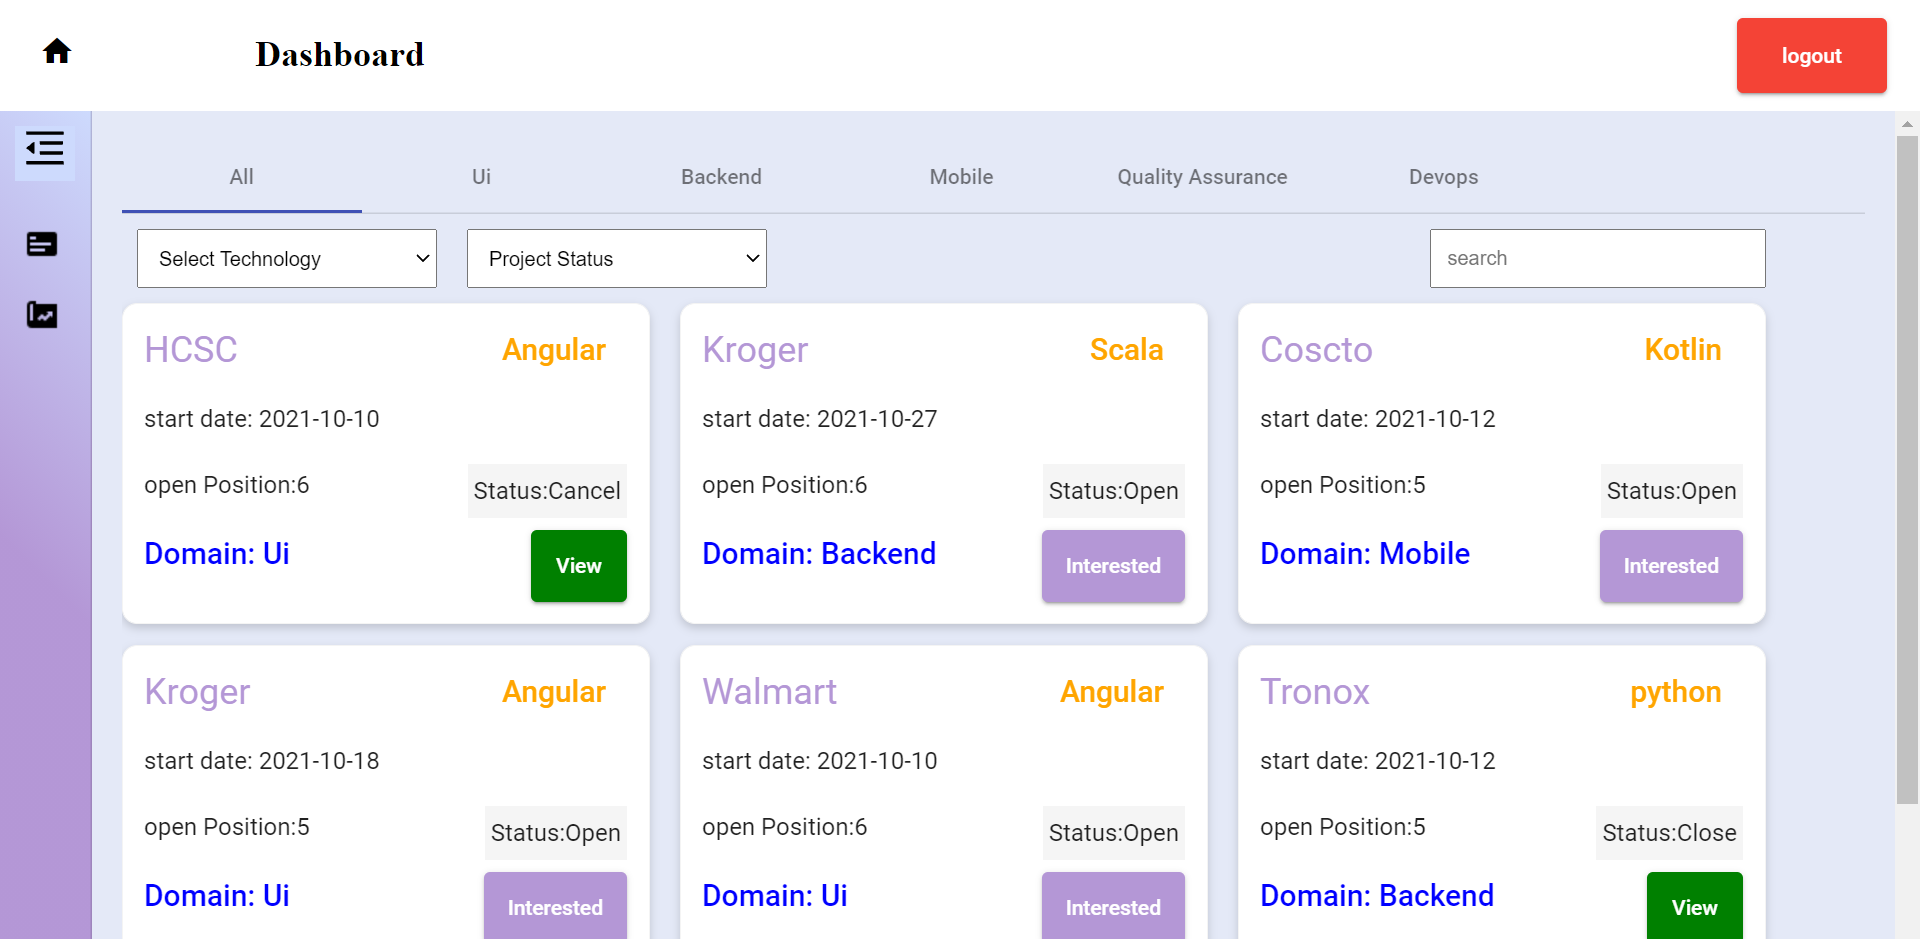 Dashboard
logout
All Ui Backend Mobile Quality Assurance Devops
Select Technology Project Status search
HCSC Angular
start date: 2021-10-10
open Position:6
Status:Cancel
Domain: Ui
View
Kroger Scala
start date: 2021-10-27
open Position:6
Status:Open
Domain: Backend
Interested
Coscto Kotlin
start date: 2021-10-12
open Position:5
Status:Open
Domain: Mobile
Interested
Kroger Angular
start date: 2021-10-18
open Position:5
Status:Open
Domain: Ui
Interested
Walmart Angular
start date: 2021-10-10
open Position:6
Status:Open
Domain: Ui
Interested
Tronox python
start date: 2021-10-12
open Position:5
Status:Close
Domain: Backend
View